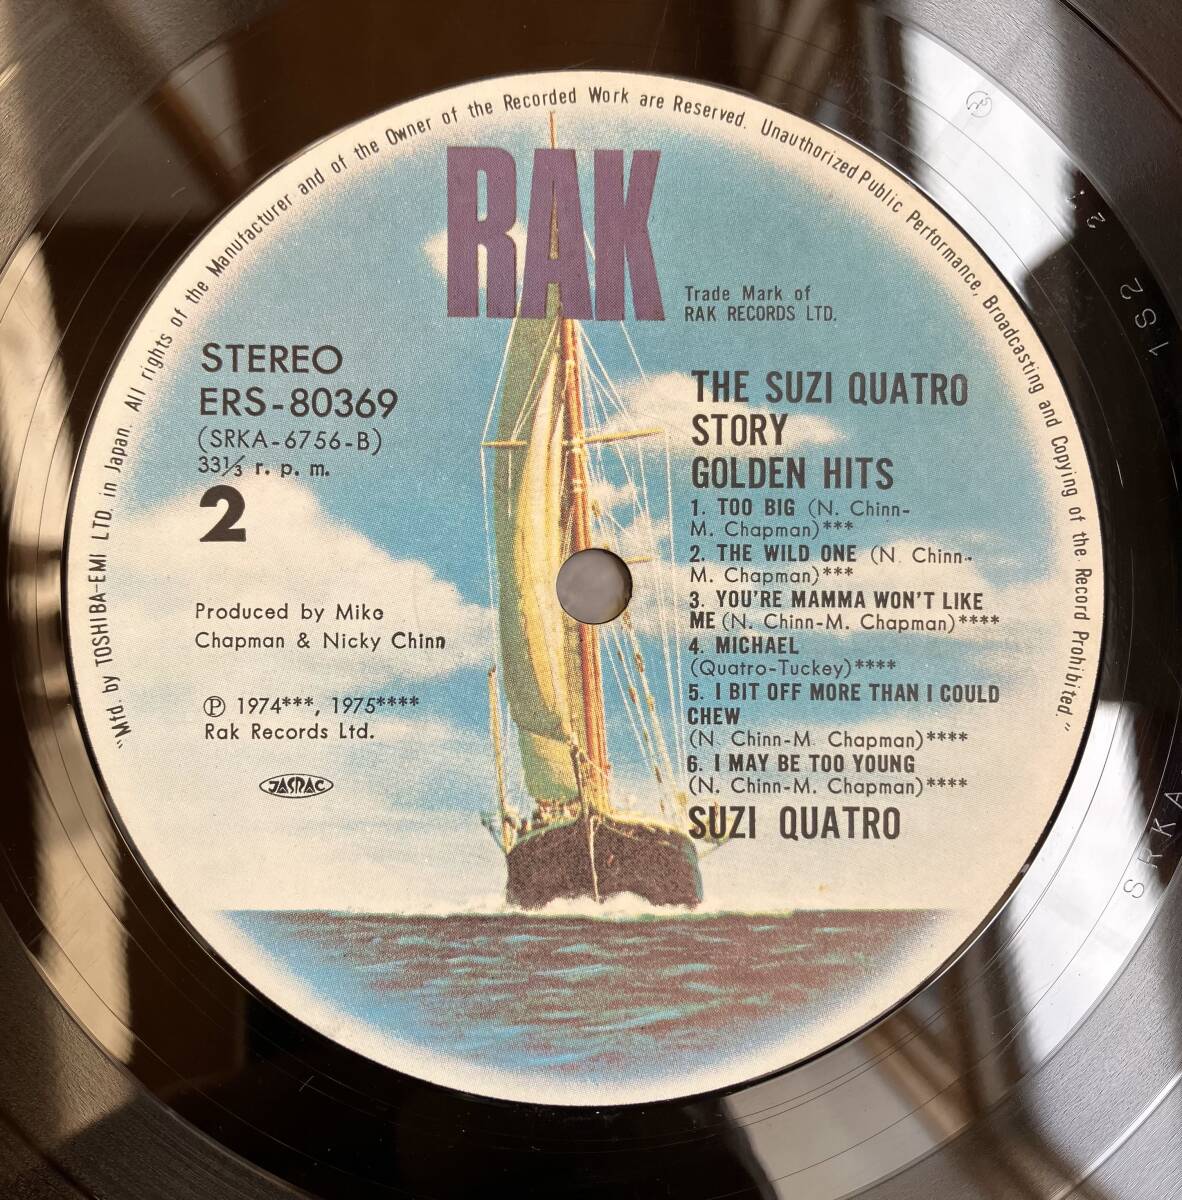 "Mfd. by TOSHIBA-EMI LTD. in Japan. All rights of the Manufacturer and of the Owner of the Recorded Work are Reserved. Unauthorized Public Performance, Broadcasting and Copying of the Record Prohibited."
RAK
Trade Mark of
RAK RECORDS LTD.
STEREO
ERS-80369
(SRKA-6756-B)
33⅓ r. p. m.
2
Produced by Mike
Chapman & Nicky Chinn
Ⓟ 1974***, 1975****
Rak Records Ltd.
JASRAC
THE SUZI QUATRO
STORY
GOLDEN HITS
1. TOO BIG (N. Chinn-
M. Chapman)***
2. THE WILD ONE (N. Chinn-
M. Chapman)***
3. YOU'RE MAMMA WON'T LIKE
ME (N. Chinn-M. Chapman)****
4. MICHAEL
(Quatro-Tuckey)****
5. I BIT OFF MORE THAN I COULD
CHEW
(N. Chinn-M. Chapman)****
6. I MAY BE TOO YOUNG
(N. Chinn-M. Chapman)****
SUZI QUATRO
SRKA
1S2